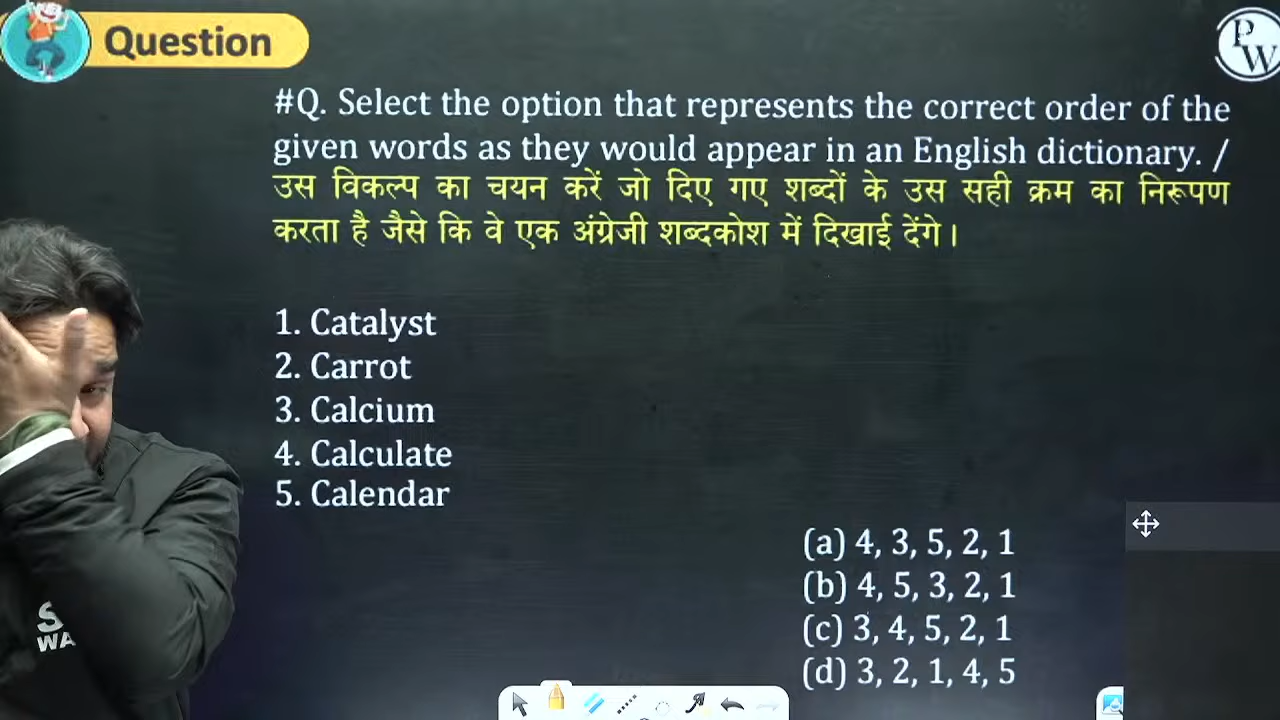 Question
PW
#Q. Select the option that represents the correct order of the
given words as they would appear in an English dictionary. /
उस विकल्प का चयन करें जो दिए गए शब्दों के उस सही क्रम का निरूपण
करता है जैसे कि वे एक अंग्रेजी शब्दकोश में दिखाई देंगे।
1. Catalyst
2. Carrot
3. Calcium
4. Calculate
5. Calendar
(a) 4, 3, 5, 2, 1
(b) 4, 5, 3, 2, 1
(c) 3, 4, 5, 2, 1
(d) 3, 2, 1, 4, 5
S
WA